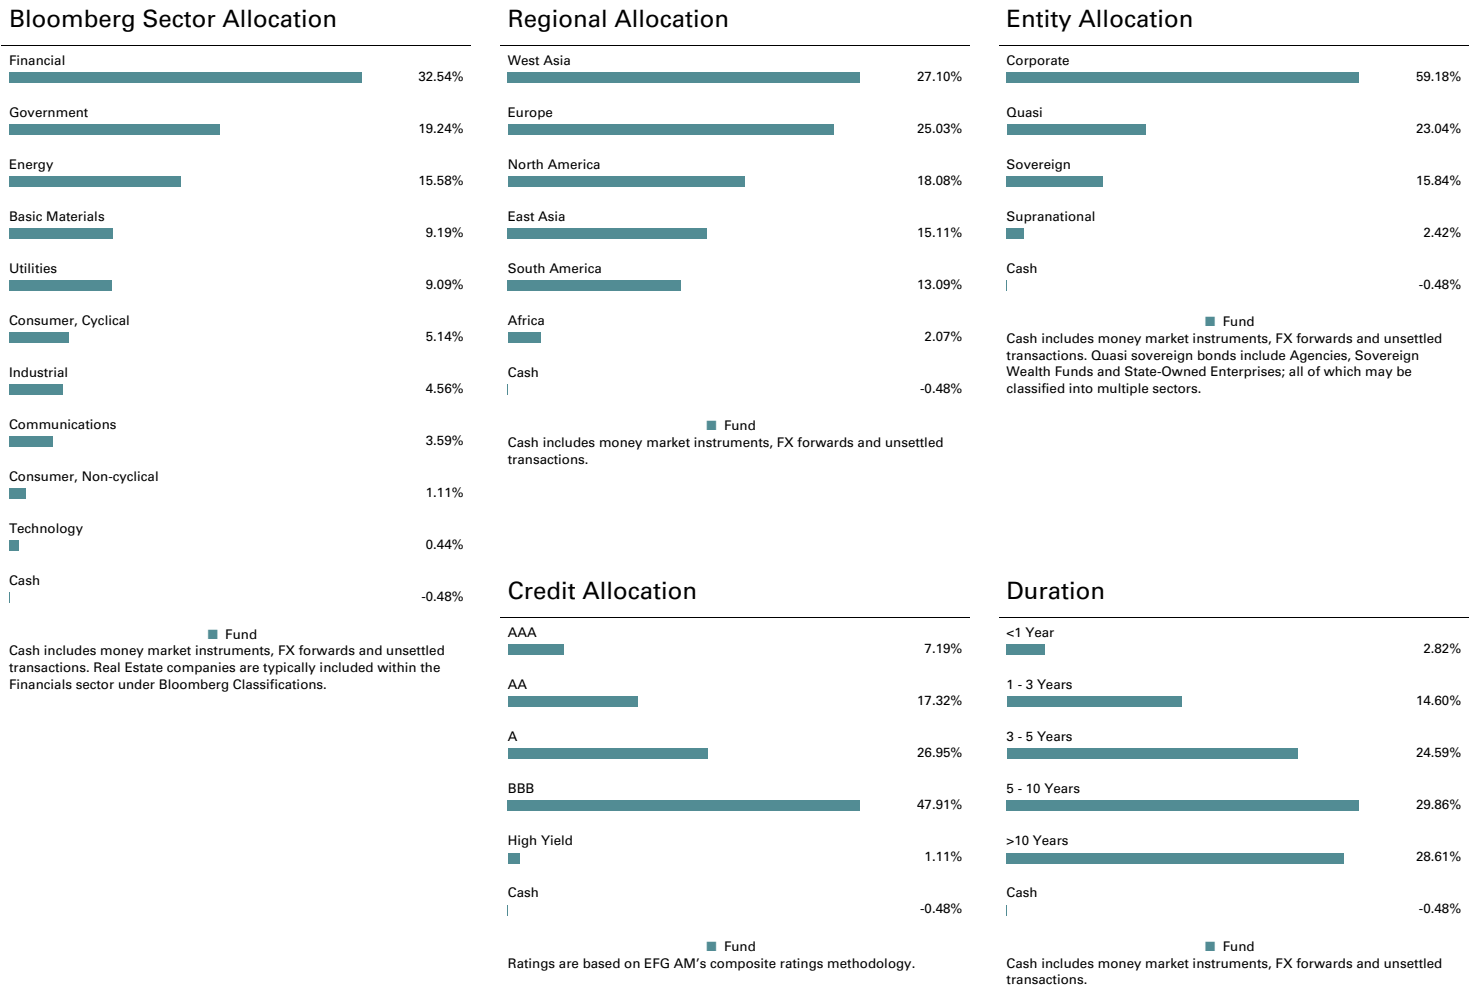 Bloomberg Sector Allocation
Financial
32.54%
Government
19.24%
Energy
15.58%
Basic Materials
9.19%
Utilities
9.09%
Consumer, Cyclical
5.14%
Industrial
4.56%
Communications
3.59%
Consumer, Non-cyclical
1.11%
Technology
0.44%
Cash
-0.48%
Fund
Cash includes money market instruments, FX forwards and unsettled
transactions. Real Estate companies are typically included within the
Financials sector under Bloomberg Classifications.
Regional Allocation
West Asia
27.10%
Europe
25.03%
North America
18.08%
East Asia
15.11%
South America
13.09%
Africa
2.07%
Cash
-0.48%
Fund
Cash includes money market instruments, FX forwards and unsettled
transactions.
Entity Allocation
Corporate
59.18%
Quasi
23.04%
Sovereign
15.84%
Supranational
2.42%
Cash
-0.48%
Fund
Cash includes money market instruments, FX forwards and unsettled
transactions. Quasi sovereign bonds include Agencies, Sovereign
Wealth Funds and State-Owned Enterprises; all of which may be
classified into multiple sectors.
Credit Allocation
AAA
7.19%
AA
17.32%
A
26.95%
BBB
47.91%
High Yield
1.11%
Cash
-0.48%
Fund
Ratings are based on EFG AM's composite ratings methodology.
Duration
<1 Year
2.82%
1 - 3 Years
14.60%
3 - 5 Years
24.59%
5 - 10 Years
29.86%
>10 Years
28.61%
Cash
-0.48%
Fund
Cash includes money market instruments, FX forwards and unsettled
transactions.